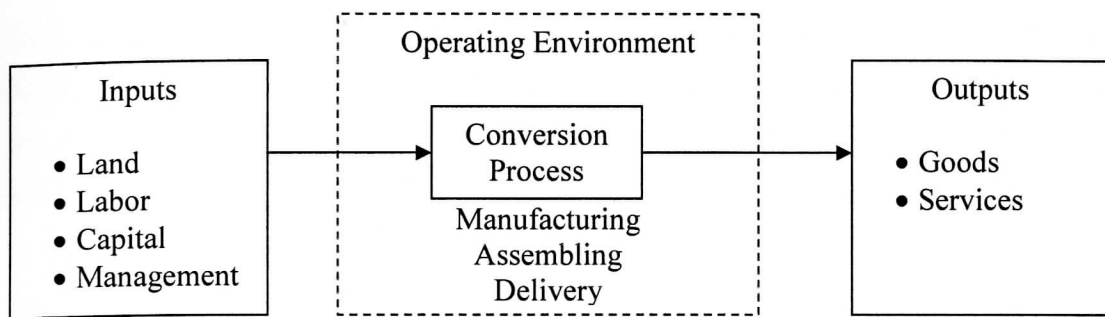 Inputs
• Land
• Labor
• Capital
• Management
Operating Environment
Conversion
Process
Manufacturing
Assembling
Delivery
Outputs
• Goods
• Services